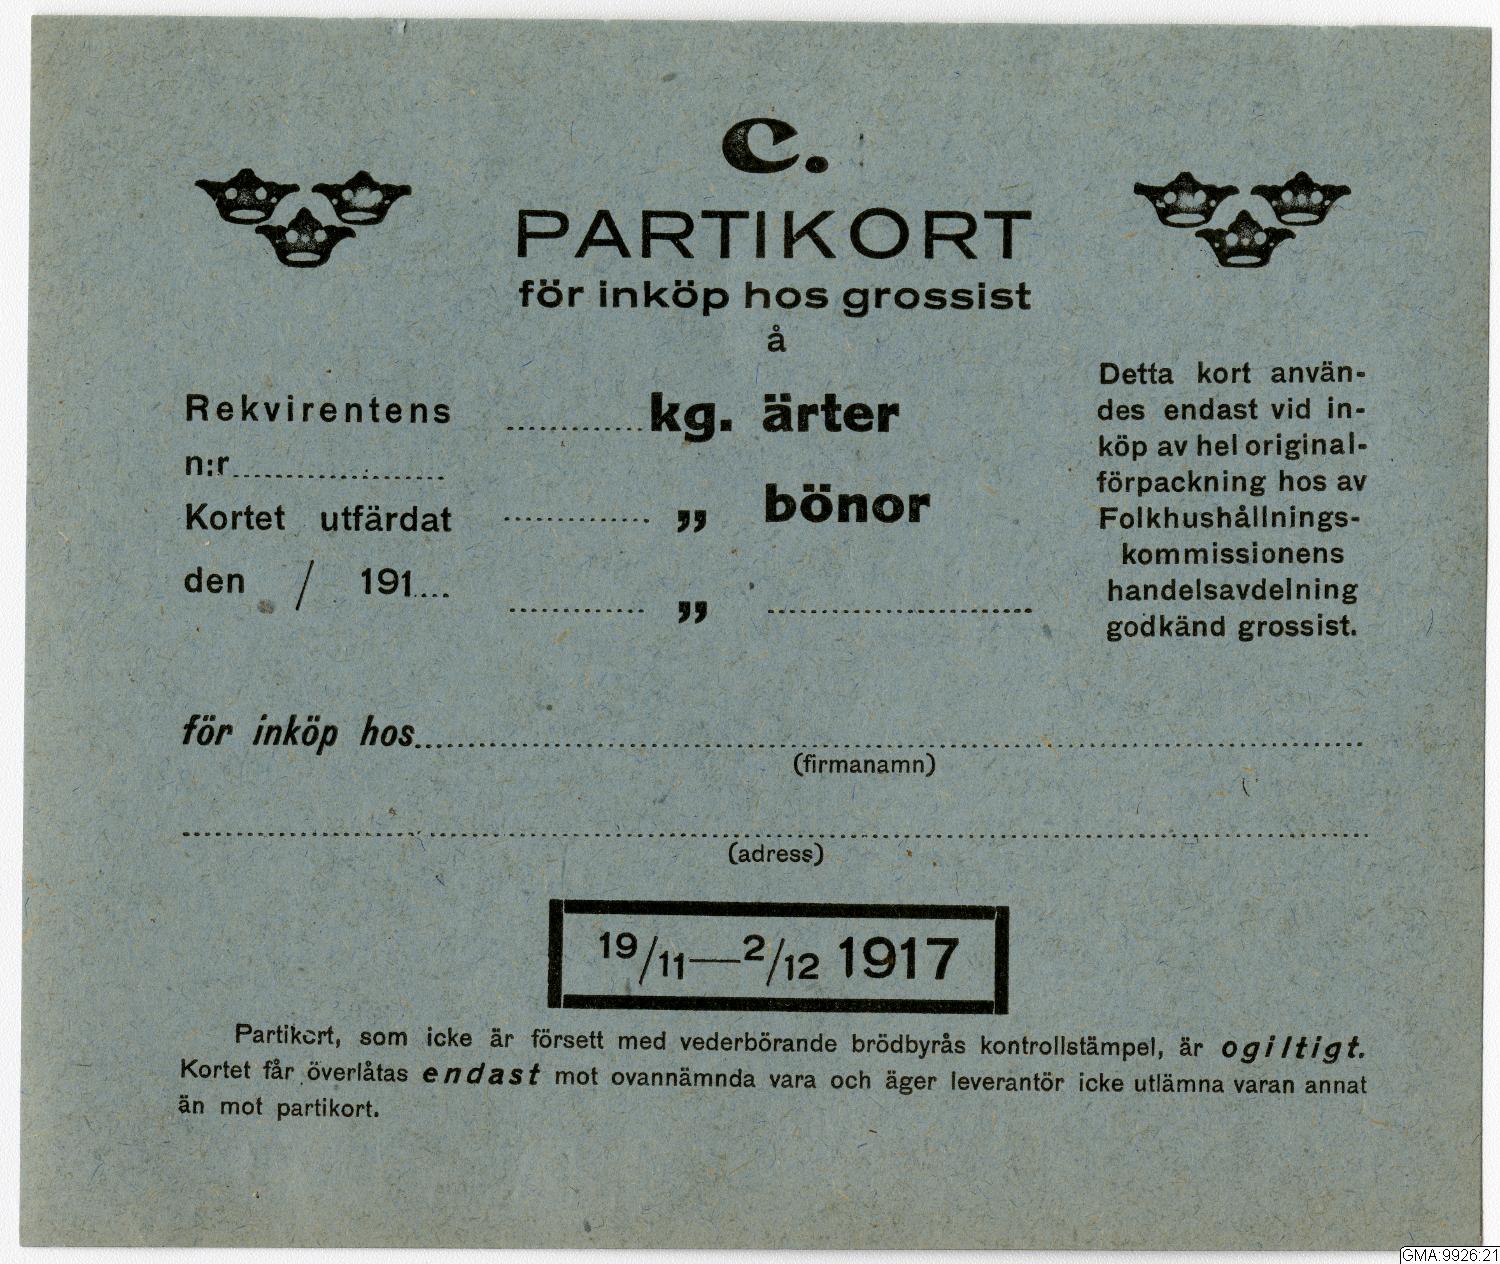 C.
PARTIKORT
för inköp hos grossist
å
Rekvirentens
n:r
Kortet utfärdat
den / 191
kg. ärter
„ bönor
„
Detta kort använ-
des endast vid in-
köp av hel original-
förpackning hos av
Folkhushållnings-
kommissionens
handelsavdelning
godkänd grossist.
för inköp hos
(firmanamn)
(adress)
19/11—2/12 1917
Partikort, som icke är försett med vederbörande brödbyrås kontrollstämpel, är ogiltigt.
Kortet får överlåtas endast mot ovannämnda vara och äger leverantör icke utlämna varan annat
än mot partikort.
GMA:9926:21